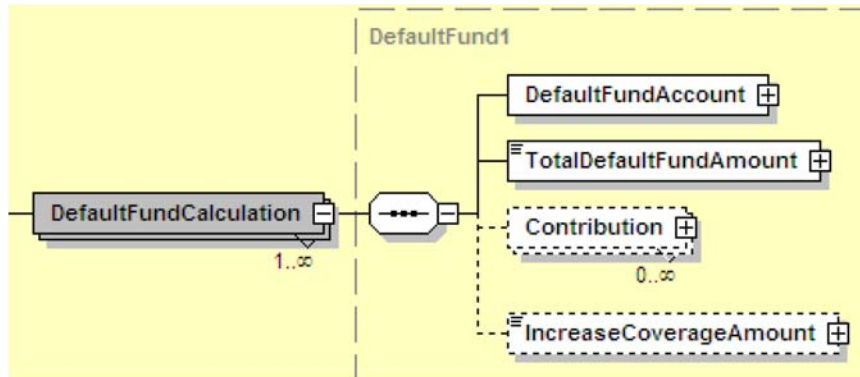 DefaultFund1
DefaultFundAccount
TotalDefaultFundAmount
DefaultFundCalculation
1..∞
Contribution
0..∞
IncreaseCoverageAmount